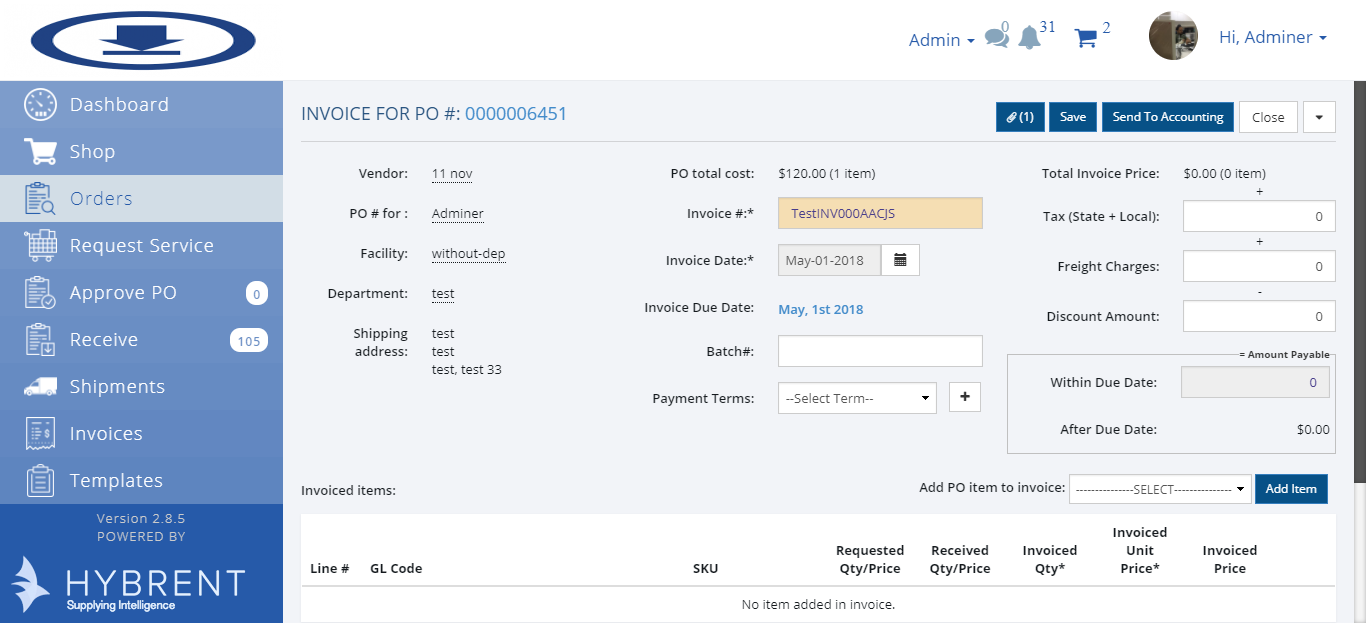 Admin
0
31
2
Hi, Adminer
Dashboard
Shop
Orders
Request Service
Approve PO 0
Receive 105
Shipments
Invoices
Templates
Version 2.8.5
POWERED BY
HYBRENT
Supplying Intelligence
INVOICE FOR PO #: 0000006451
(1)
Save
Send To Accounting
Close
Vendor: 11 nov
PO # for : Adminer
Facility: without-dep
Department: test
Shipping address: test
test
test, test 33
PO total cost: $120.00 (1 item)
Invoice #:* TestINV000AACJS
Invoice Date:* May-01-2018
Invoice Due Date: May, 1st 2018
Batch#:
Payment Terms: --Select Term-- +
Total Invoice Price: $0.00 (0 item)
+
Tax (State + Local): 0
+
Freight Charges: 0
-
Discount Amount: 0
= Amount Payable
Within Due Date: 0
After Due Date: $0.00
Invoiced items:
Add PO item to invoice: --------------SELECT-------------- Add Item
Line # GL Code SKU Requested Qty/Price Received Qty/Price Invoiced Qty* Invoiced Unit Price* Invoiced Price
No item added in invoice.